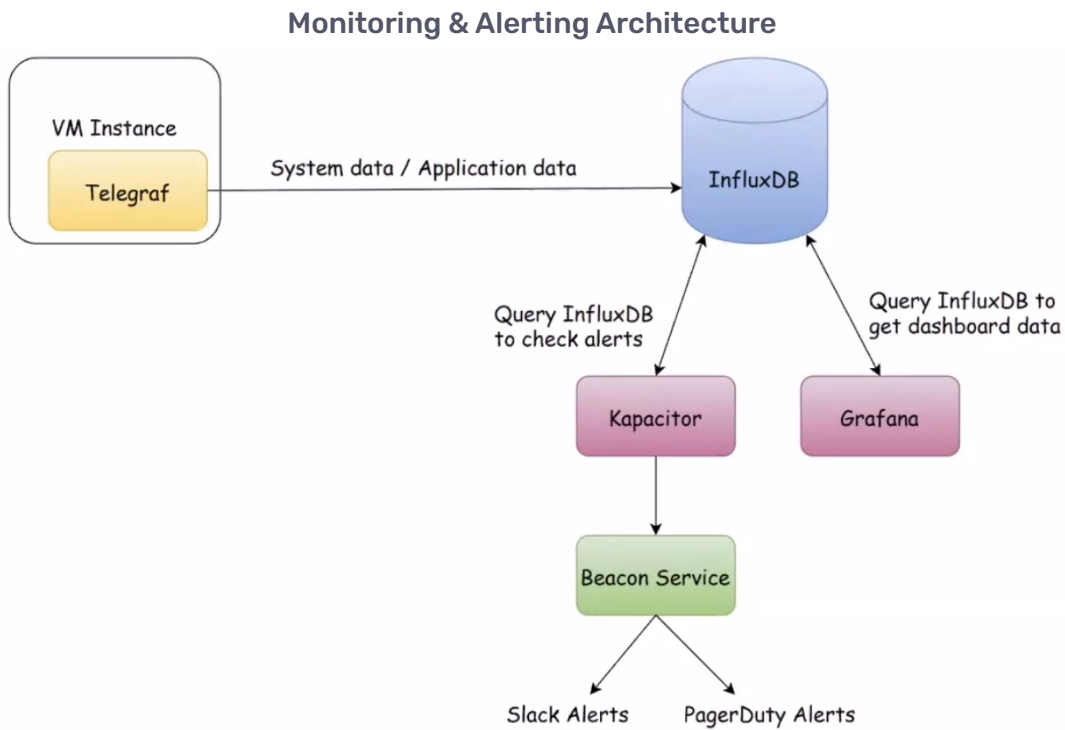 Monitoring & Alerting Architecture
VM Instance
Telegraf
System data / Application data
InfluxDB
Query InfluxDB
to check alerts
Query InfluxDB to
get dashboard data
Kapacitor
Grafana
Beacon Service
Slack Alerts
PagerDuty Alerts